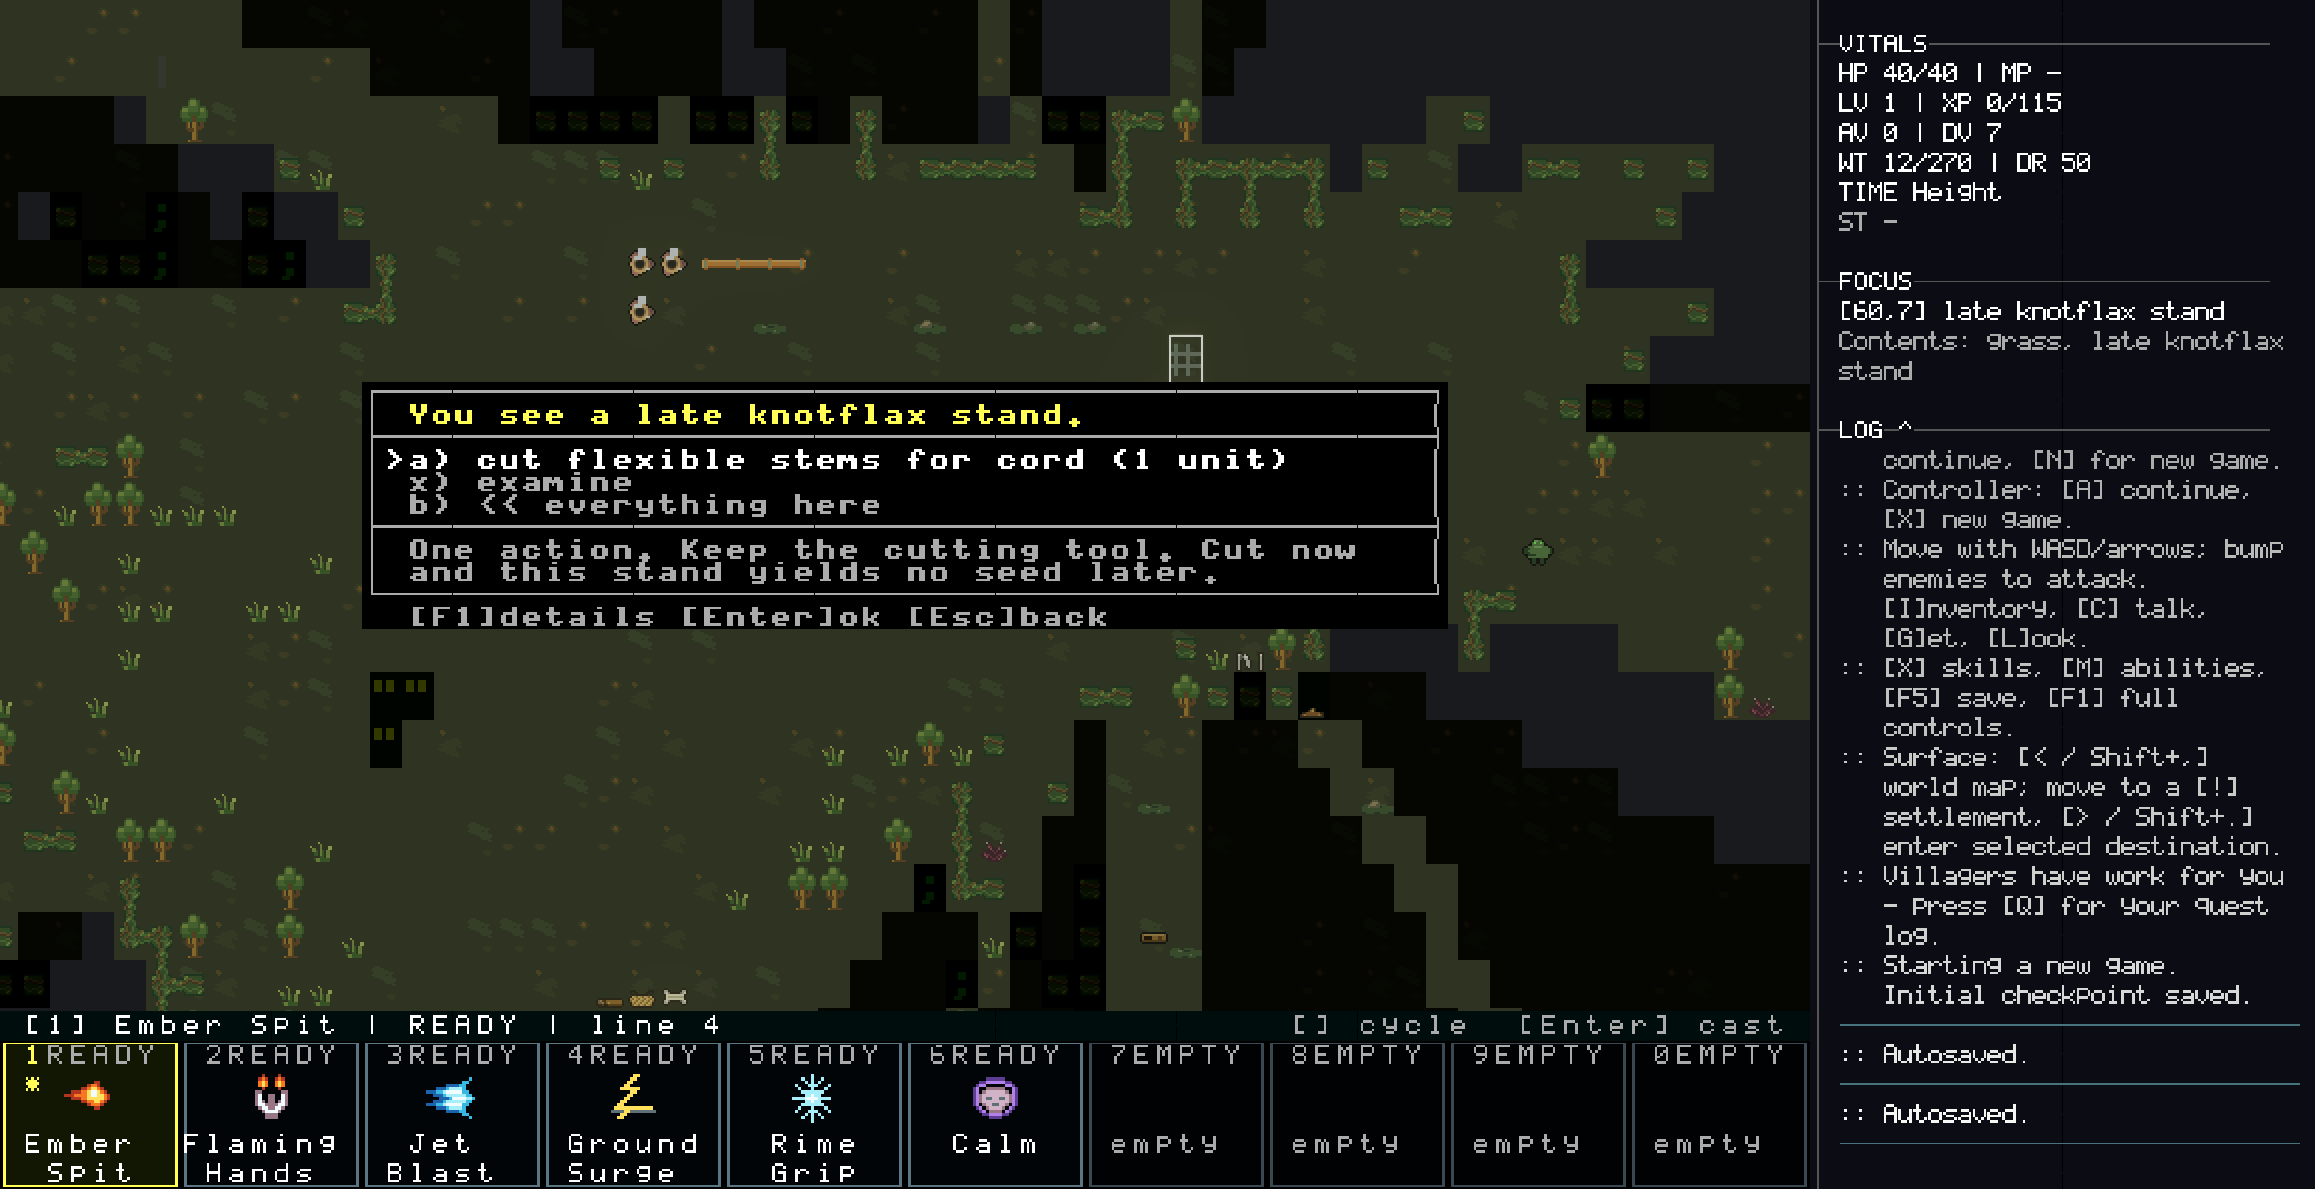 VITALS
HP 40/40 | MP -
LV 1 | XP 0/115
AV 0 | DV 7
WT 12/270 | DR 50
TIME Height
ST -
FOCUS
[60,7] late knotflax stand
Contents: grass, late knotflax
stand
LOG ^
continue, [N] for new game.
:: Controller: [A] continue,
[X] new game.
:: Move with WASD/arrows; bump
enemies to attack.
[I]nventory, [C] talk,
[G]et, [L]ook.
:: [X] skills, [M] abilities,
[F5] save, [F1] full
controls.
:: Surface: [< / Shift+,]
world map; move to a [!]
settlement, [> / Shift+.]
enter selected destination.
:: Villagers have work for you
- press [Q] for your quest
log.
:: Starting a new game.
Initial checkpoint saved.
:: Autosaved.
:: Autosaved.
You see a late knotflax stand.
>a) cut flexible stems for cord (1 unit)
x) examine
b) << everything here
One action. Keep the cutting tool. Cut now
and this stand yields no seed later.
[F1]details [Enter]ok [Esc]back
[1] Ember Spit | READY | line 4
[] cycle [Enter] cast
1READY 2READY 3READY 4READY 5READY 6READY 7EMPTY 8EMPTY 9EMPTY 0EMPTY
*
Ember Flaming Jet Ground Rime Calm empty empty empty empty
Spit Hands Blast Surge Grip